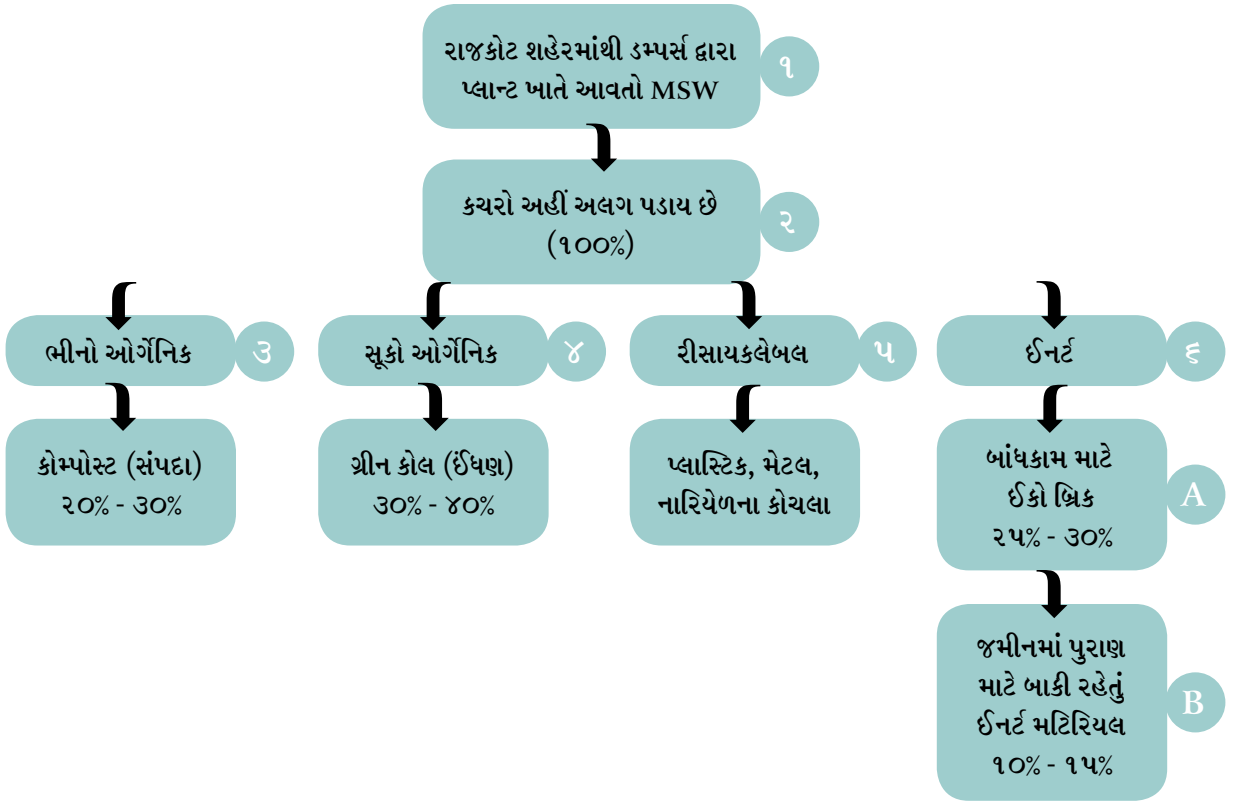 રાજકોટ શહેરમાંથી ડમ્પર્સ દ્વારા
પ્લાન્ટ ખાતે આવતો MSW
૧
કચરો અહીં અલગ પડાય છે
(૧૦૦%)
૨
ભીનો ઓર્ગેનિક
૩
સૂકો ઓર્ગેનિક
૪
રીસાયકલેબલ
૫
ઈનર્ટ
૬
કોમ્પોસ્ટ (સંપદા)
૨૦% - ૩૦%
ગ્રીન કોલ (ઈંધણ)
૩૦% - ૪૦%
પ્લાસ્ટિક, મેટલ,
નારિયેળના કોચલા
બાંધકામ માટે
ઈકો બ્રિક
૨૫% - ૩૦%
A
જમીનમાં પુરાણ
માટે બાકી રહેતું
ઈનર્ટ મટિરિયલ
૧૦% - ૧૫%
B